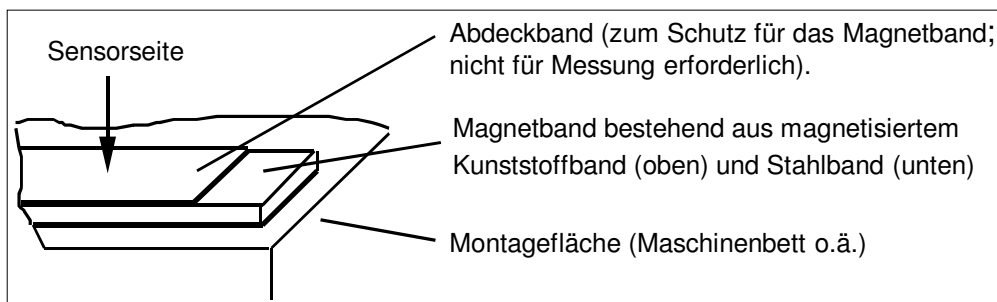 Sensorseite
Abdeckband (zum Schutz für das Magnetband;
nicht für Messung erforderlich).
Magnetband bestehend aus magnetisiertem
Kunststoffband (oben) und Stahlband (unten)
Montagefläche (Maschinenbett o.ä.)